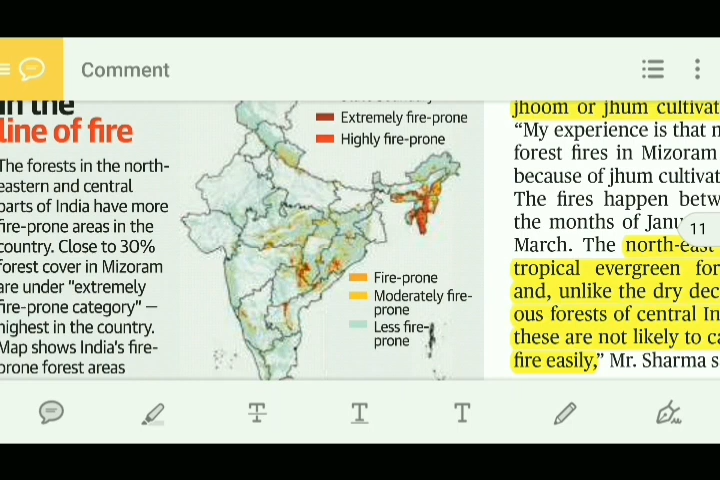 Comment
in the
line of fire
The forests in the north-
eastern and central
parts of India have more
fire-prone areas in the
country. Close to 30%
forest cover in Mizoram
are under "extremely
fire-prone category" —
highest in the country.
Map shows India's fire-
prone forest areas
Extremely fire-prone
Highly fire-prone
Fire-prone
Moderately fire-
prone
Less fire-
prone
jhoom or jhum cultivat
"My experience is that n
forest fires in Mizoram
because of jhum cultivat
The fires happen betw
the months of Janu
March. The north-east
tropical evergreen for
and, unlike the dry dec
ous forests of central In
these are not likely to ca
fire easily," Mr. Sharma s
11
T
T
T